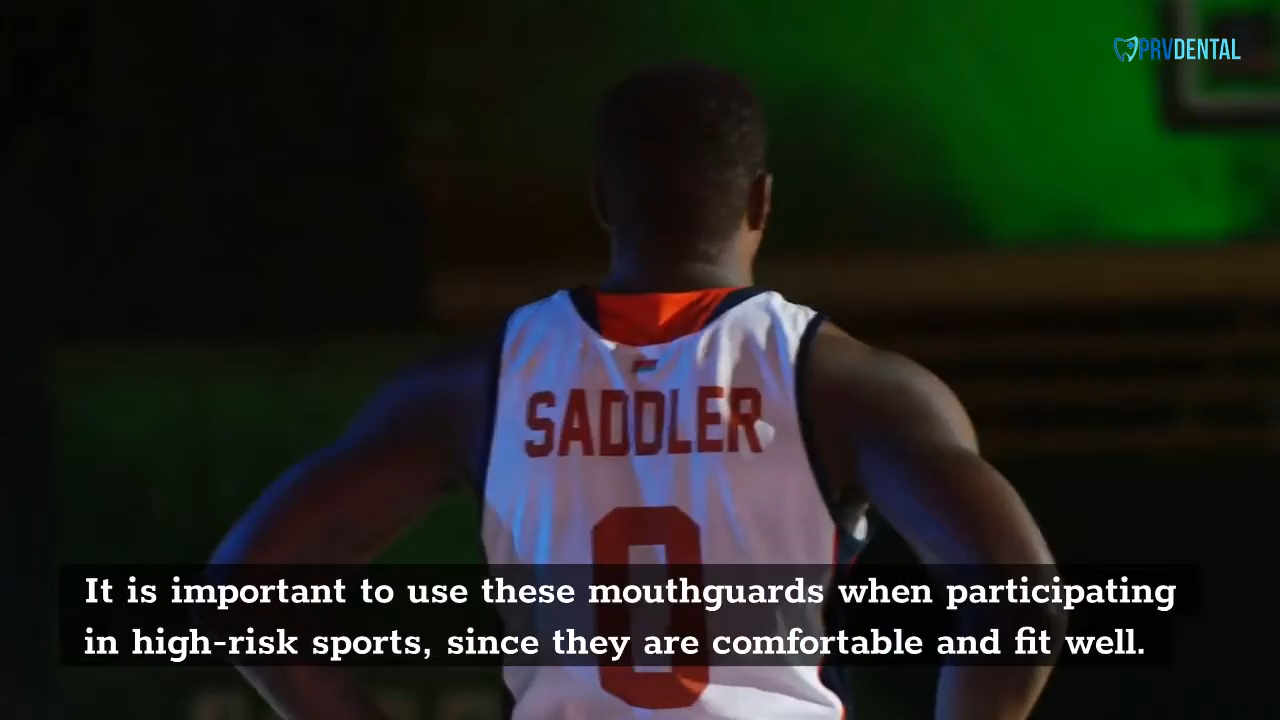 PRVDENTAL
SADDLER
0
It is important to use these mouthguards when participating
in high-risk sports, since they are comfortable and fit well.